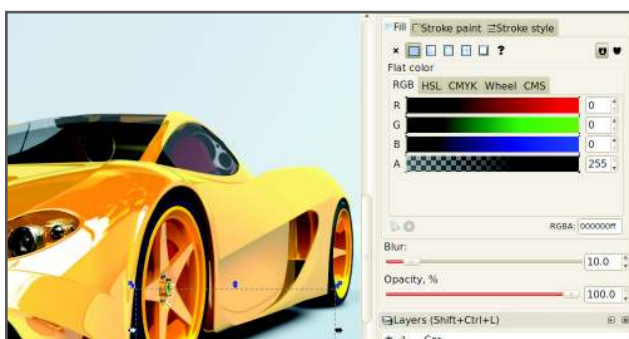 Fill Stroke paint Stroke style
?
Flat color
RGB HSL CMYK Wheel CMS
R 0
G 0
B 0
A 255
RGBA: 000000ff
Blur:
10.0
Opacity, %
100.0
Layers (Shift+Ctrl+L)
Car